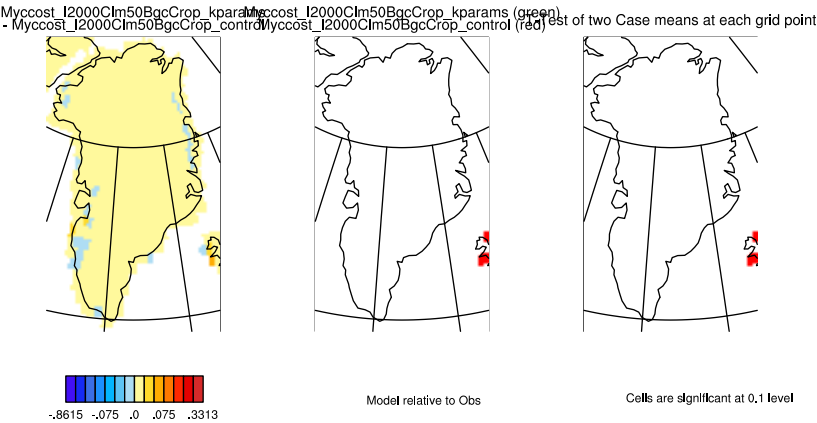 Myccost_I2000Clm50BgcCrop_kparams
- Myccost_I2000Clm50BgcCrop_control
Myccost_I2000Clm50BgcCrop_kparams (green)
Myccost_I2000Clm50BgcCrop_control (red)
T-Test of two Case means at each grid point
-.8615 -.075 .0 .075 .3313
Model relative to Obs
Cells are significant at 0.1 level